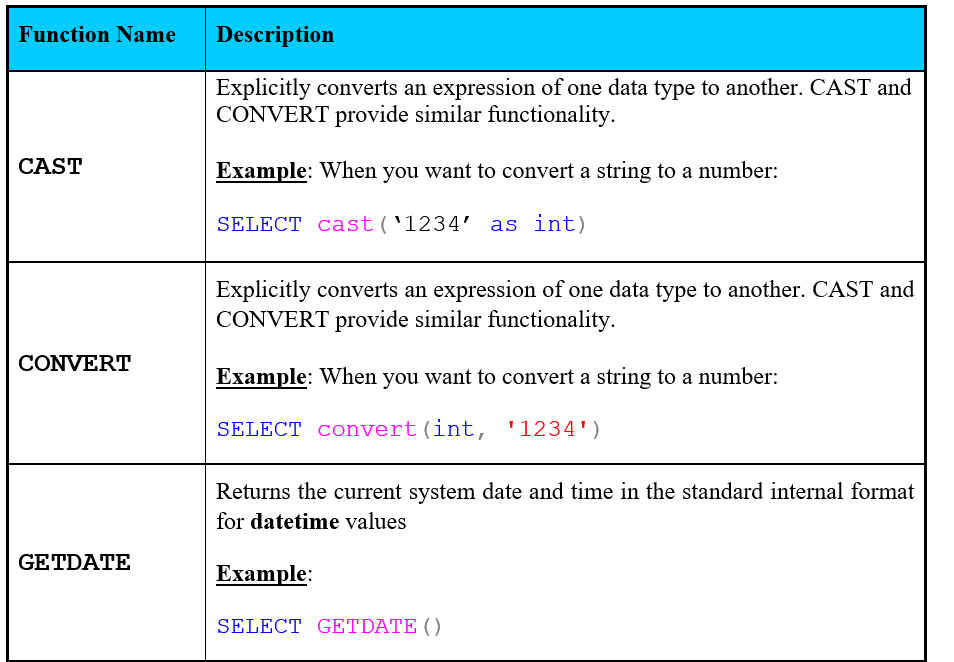 Function Name
Description
CAST
Explicitly converts an expression of one data type to another. CAST and
CONVERT provide similar functionality.
Example: When you want to convert a string to a number:
SELECT cast(‘1234’ as int)
CONVERT
Explicitly converts an expression of one data type to another. CAST and
CONVERT provide similar functionality.
Example: When you want to convert a string to a number:
SELECT convert(int, '1234')
GETDATE
Returns the current system date and time in the standard internal format
for datetime values
Example:
SELECT GETDATE()